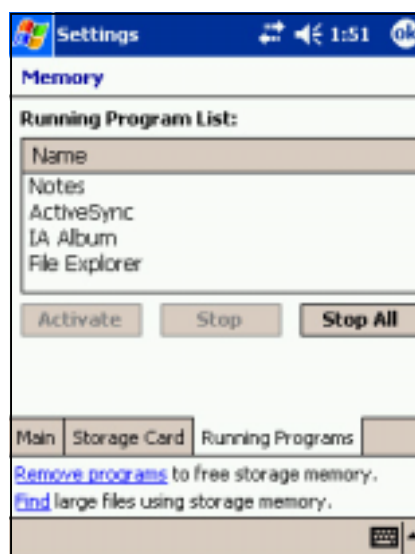 Settings 1:51 ok
Memory
Running Program List:
Name
Notes
ActiveSync
IA Album
File Explorer
Activate Stop Stop All
Main Storage Card Running Programs
Remove programs to free storage memory.
Find large files using storage memory.